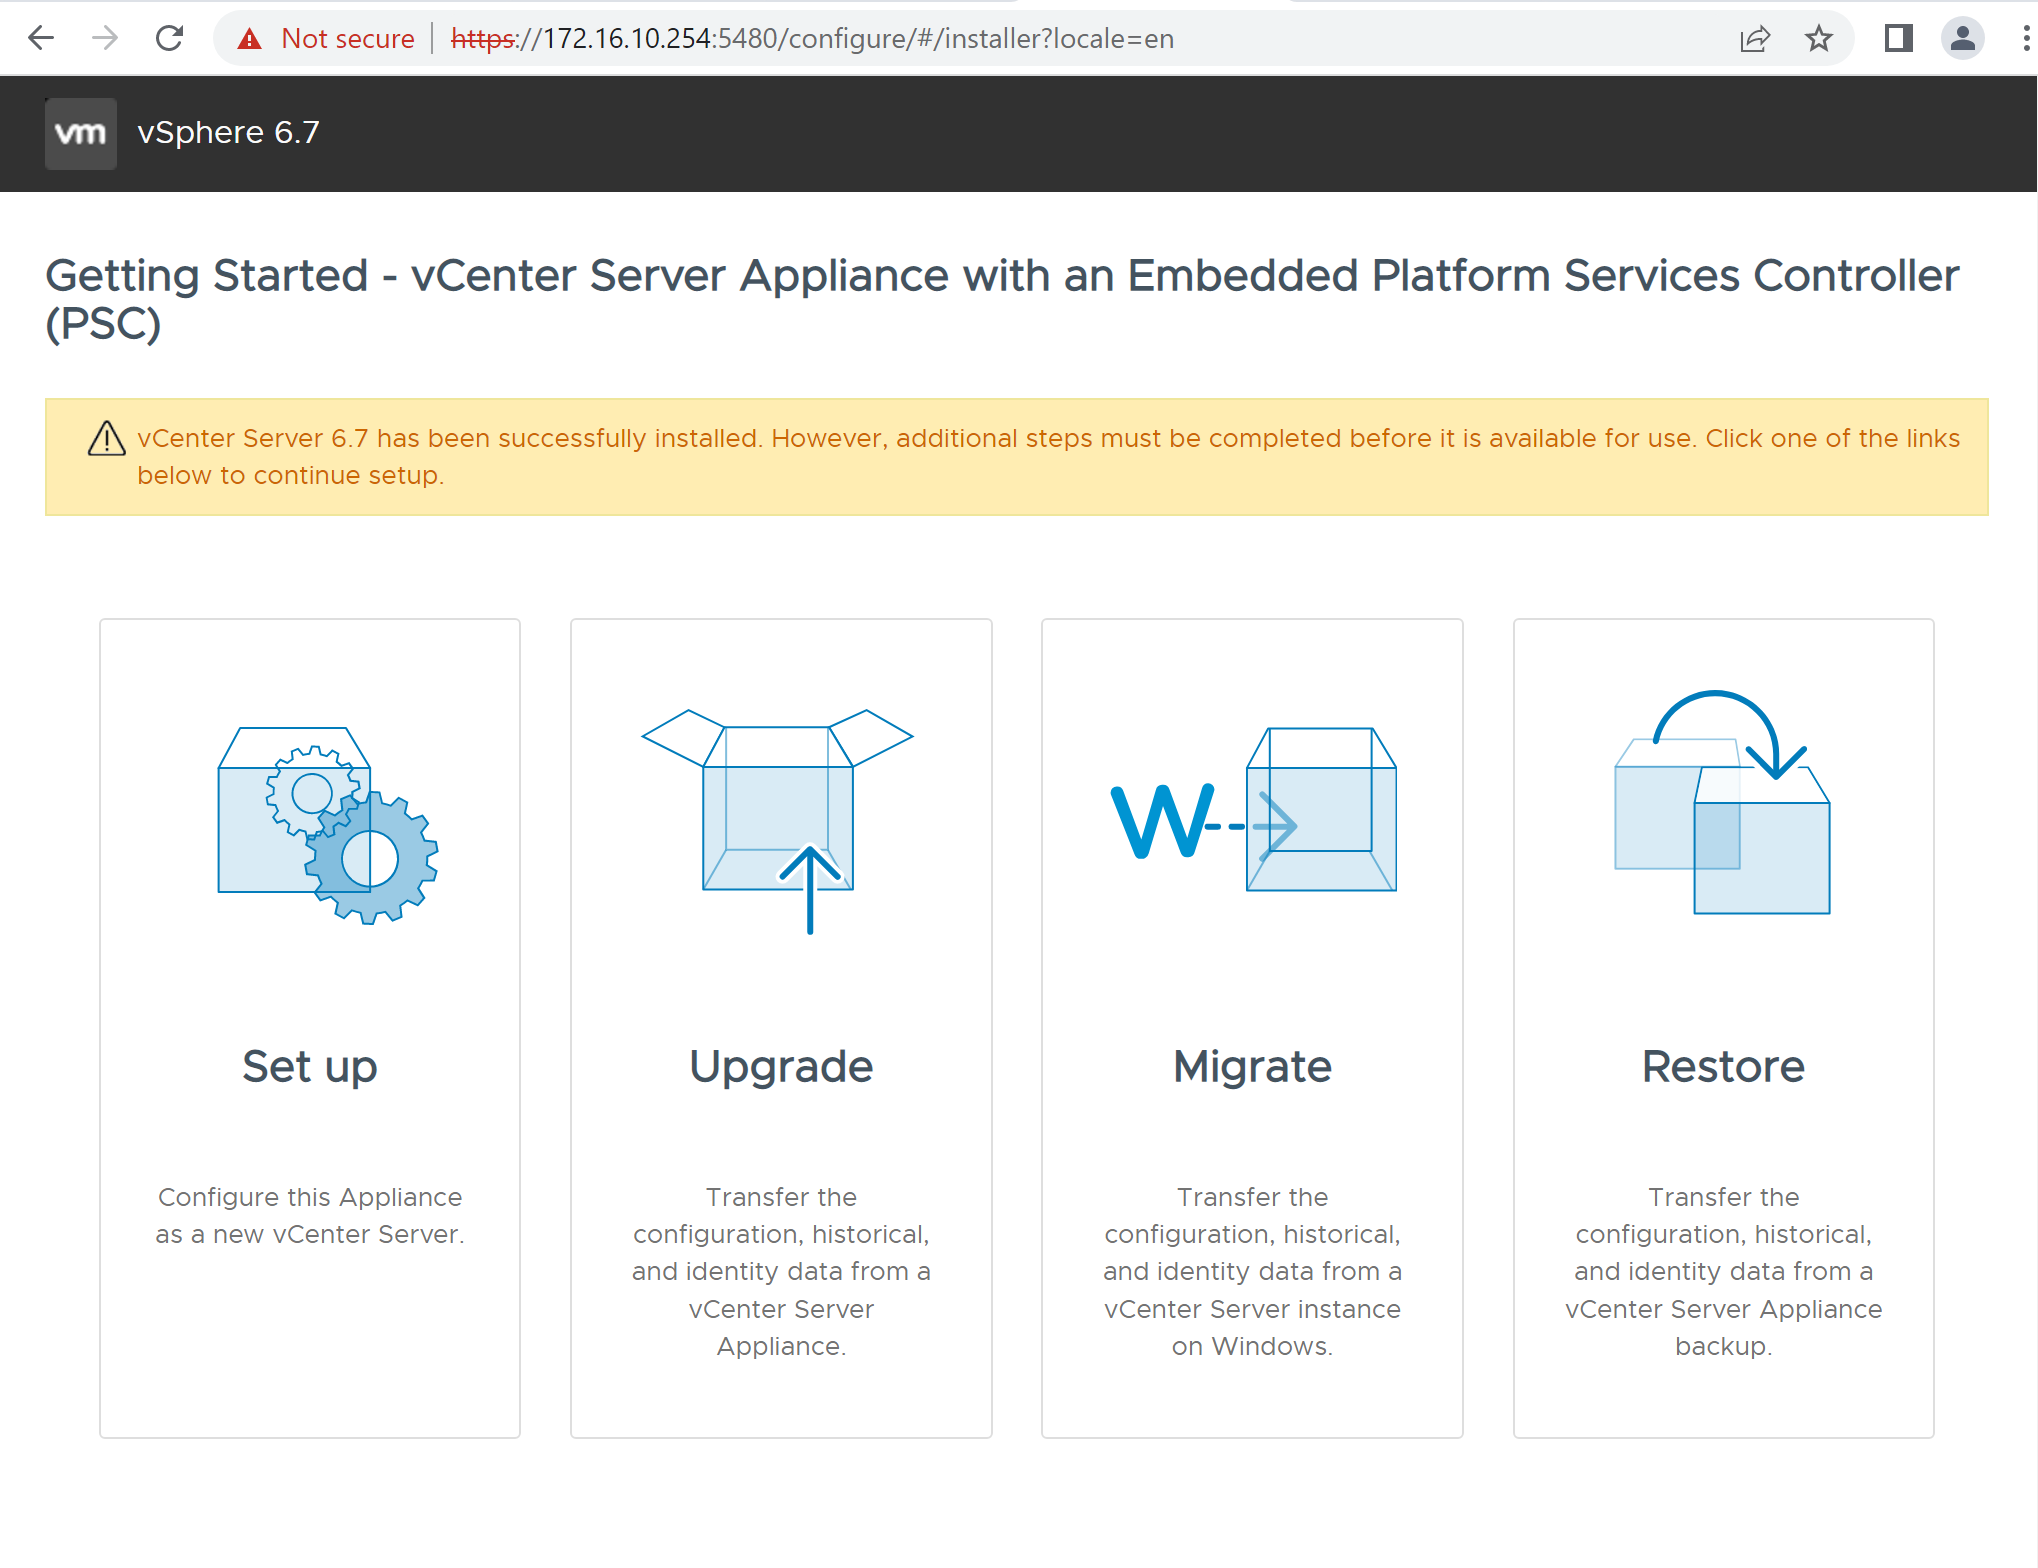 Not secure https://172.16.10.254:5480/configure/#/installer?locale=en
vm vSphere 6.7
Getting Started - vCenter Server Appliance with an Embedded Platform Services Controller
(PSC)
vCenter Server 6.7 has been successfully installed. However, additional steps must be completed before it is available for use. Click one of the links
below to continue setup.
W
Set up
Configure this Appliance
as a new vCenter Server.
Upgrade
Transfer the
configuration, historical,
and identity data from a
vCenter Server
Appliance.
Migrate
Transfer the
configuration, historical,
and identity data from a
vCenter Server instance
on Windows.
Restore
Transfer the
configuration, historical,
and identity data from a
vCenter Server Appliance
backup.